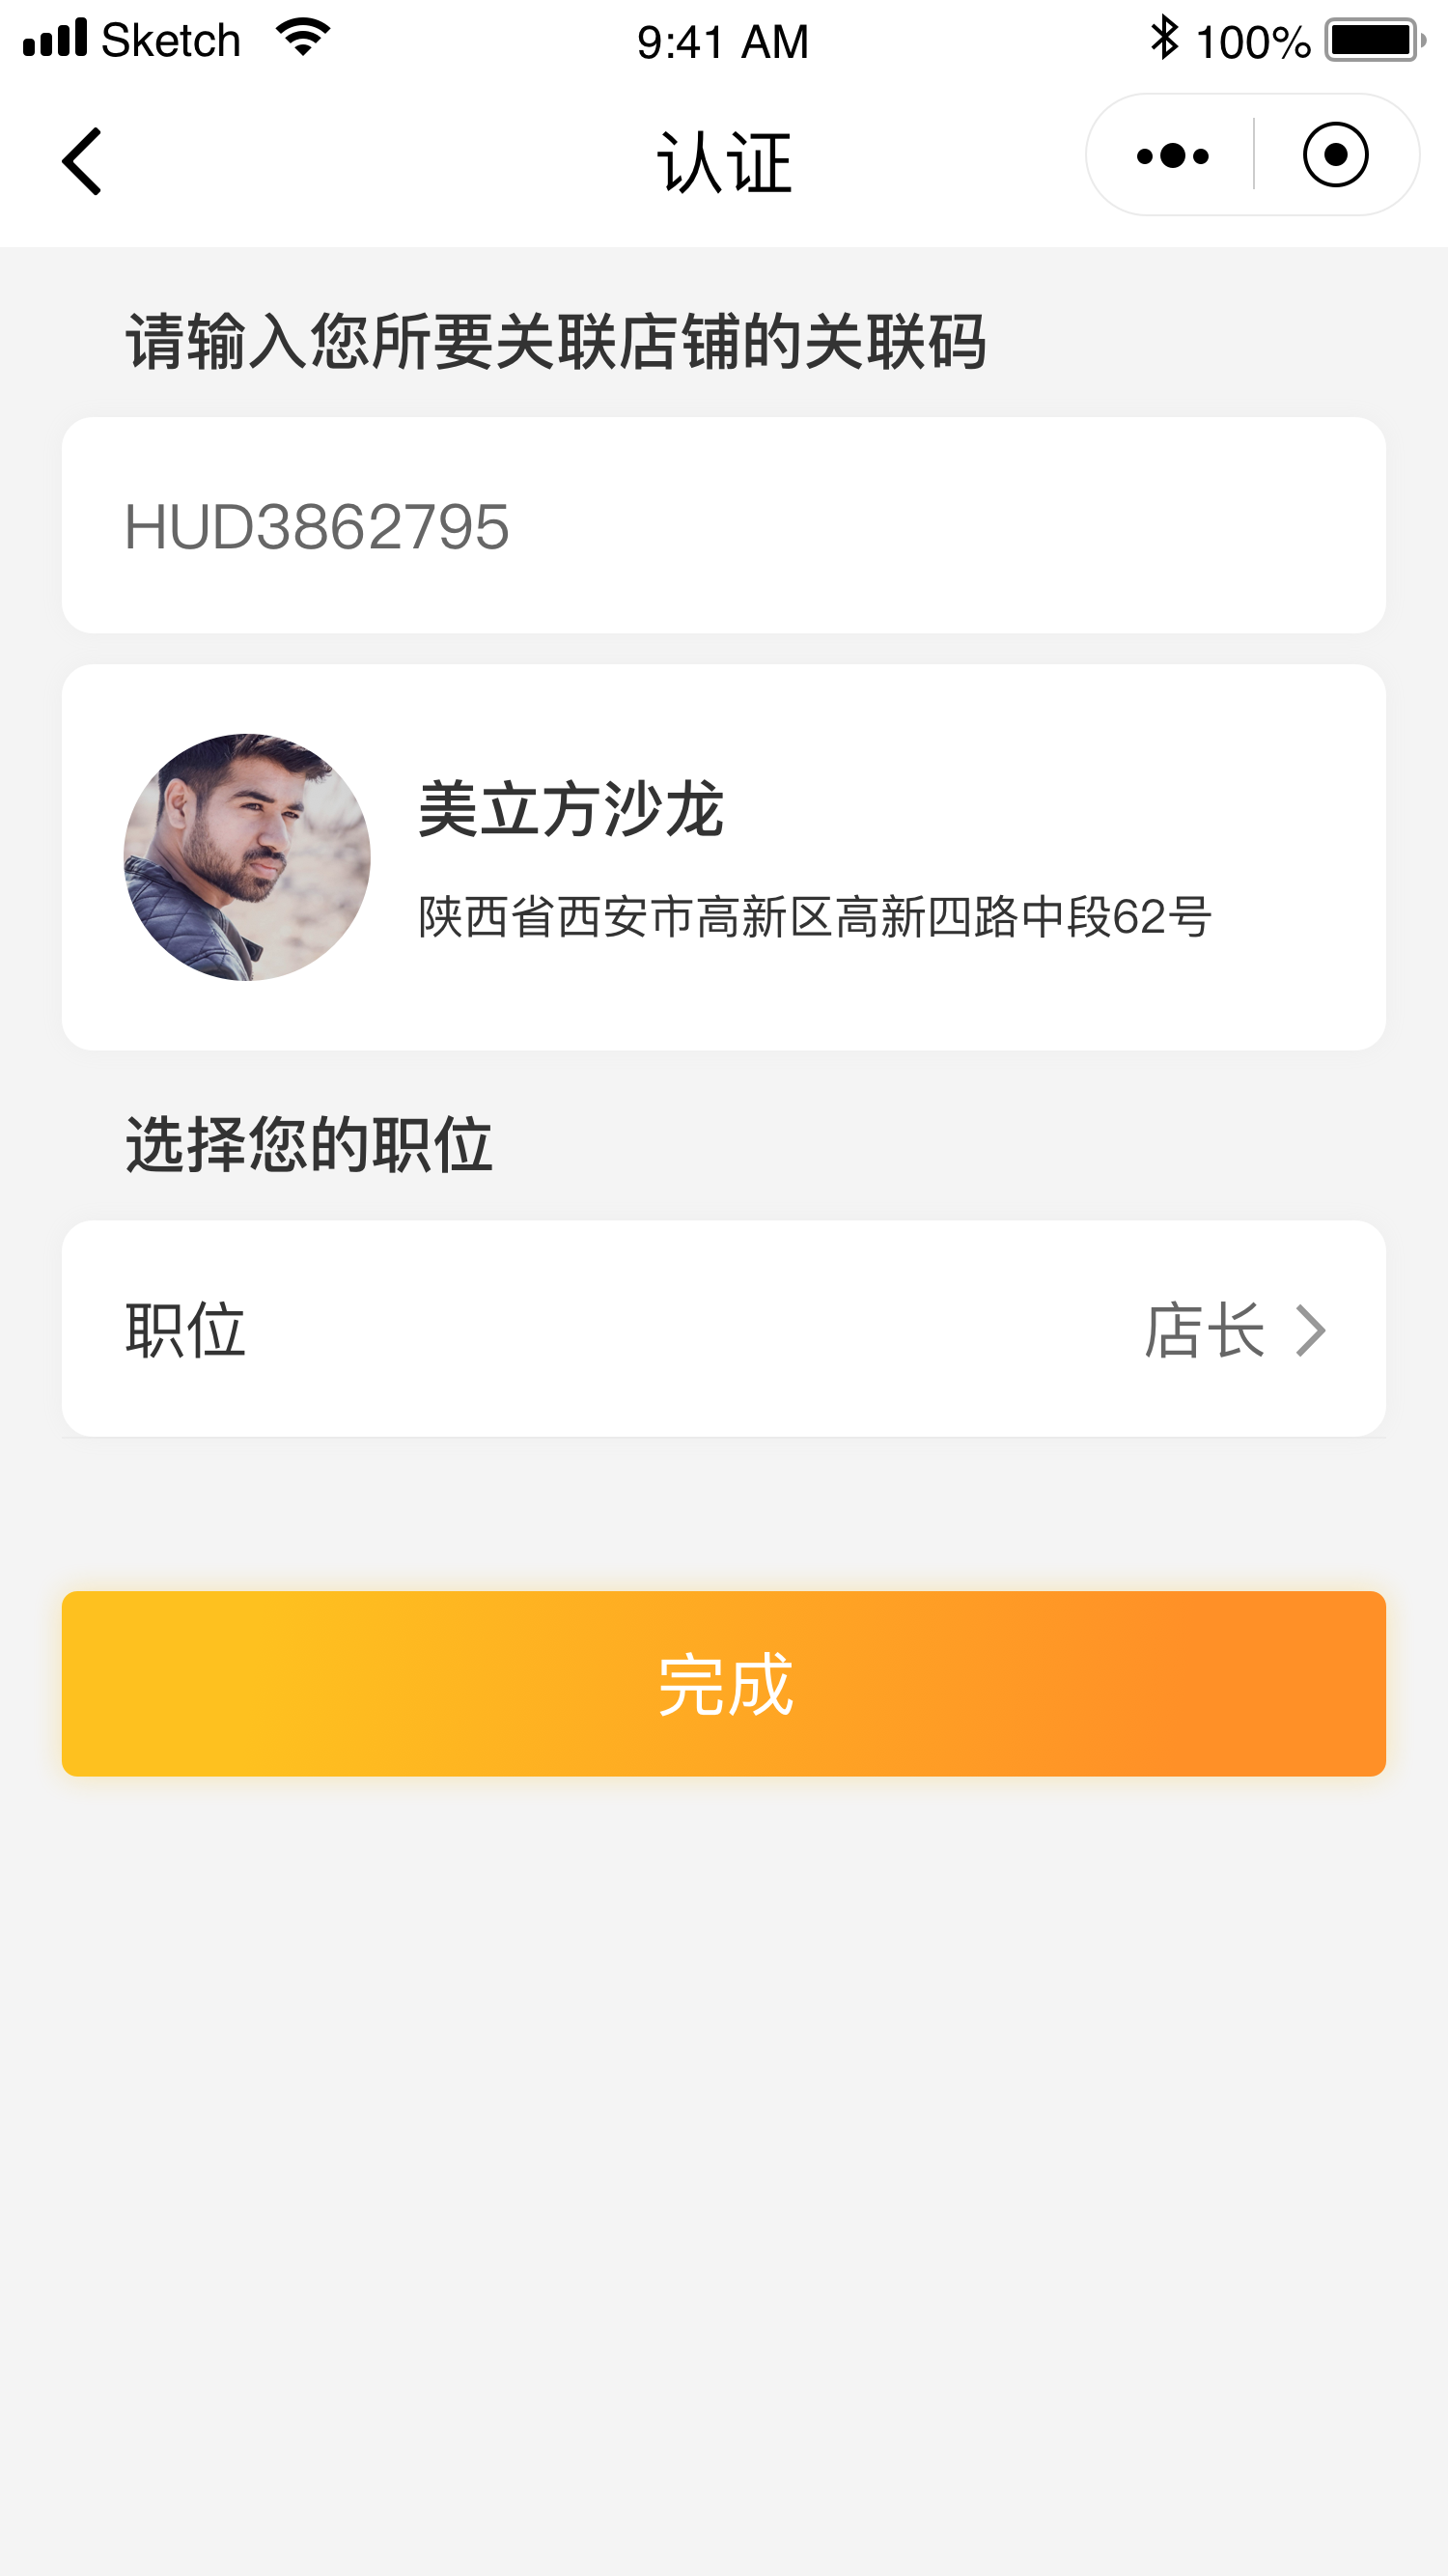 Sketch 9:41 AM 100%
认证
请输入您所要关联店铺的关联码
HUD3862795
美立方沙龙
陕西省西安市高新区高新四路中段62号
选择您的职位
职位 店长
完成